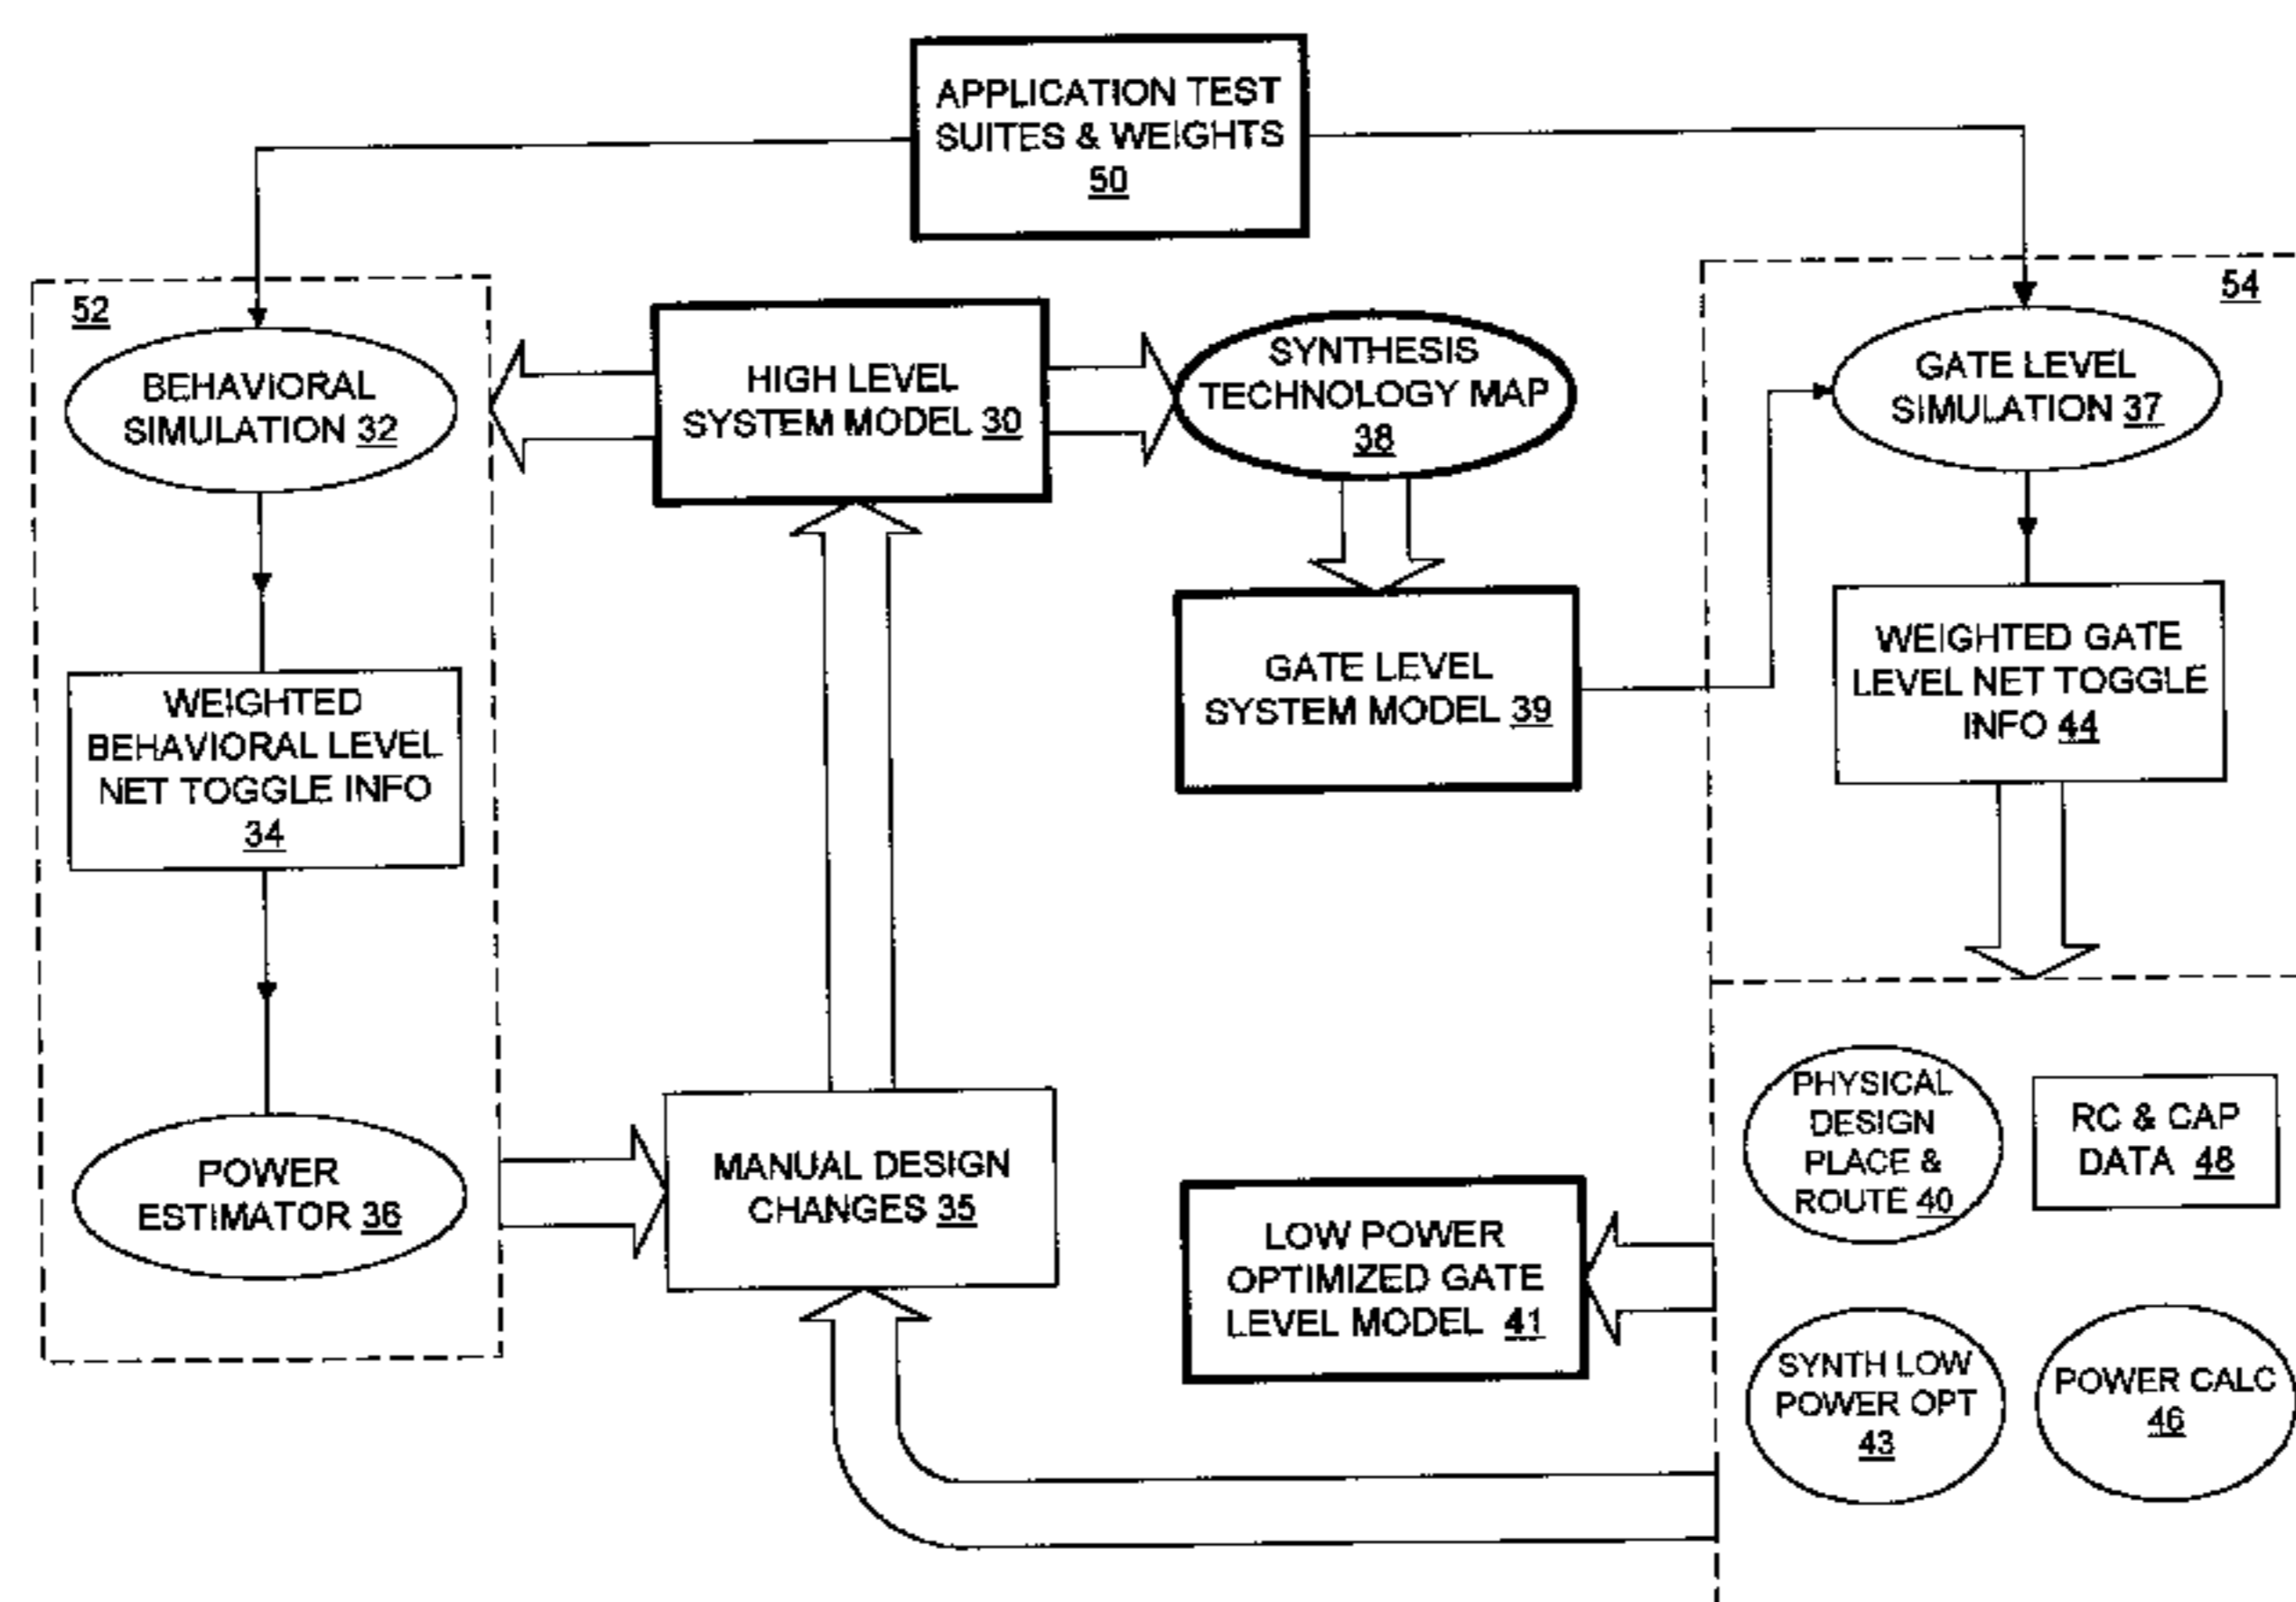 APPLICATION TEST
SUITES & WEIGHTS
50
52
BEHAVIORAL
SIMULATION 32
HIGH LEVEL
SYSTEM MODEL 30
SYNTHESIS
TECHNOLOGY MAP
38
54
GATE LEVEL
SIMULATION 37
WEIGHTED
BEHAVIORAL LEVEL
NET TOGGLE INFO
34
GATE LEVEL
SYSTEM MODEL 39
WEIGHTED GATE
LEVEL NET TOGGLE
INFO 44
POWER
ESTIMATOR 36
MANUAL DESIGN
CHANGES 35
LOW POWER
OPTIMIZED GATE
LEVEL MODEL 41
PHYSICAL
DESIGN
PLACE &
ROUTE 40
RC & CAP
DATA 48
SYNTH LOW
POWER OPT
43
POWER CALC
46